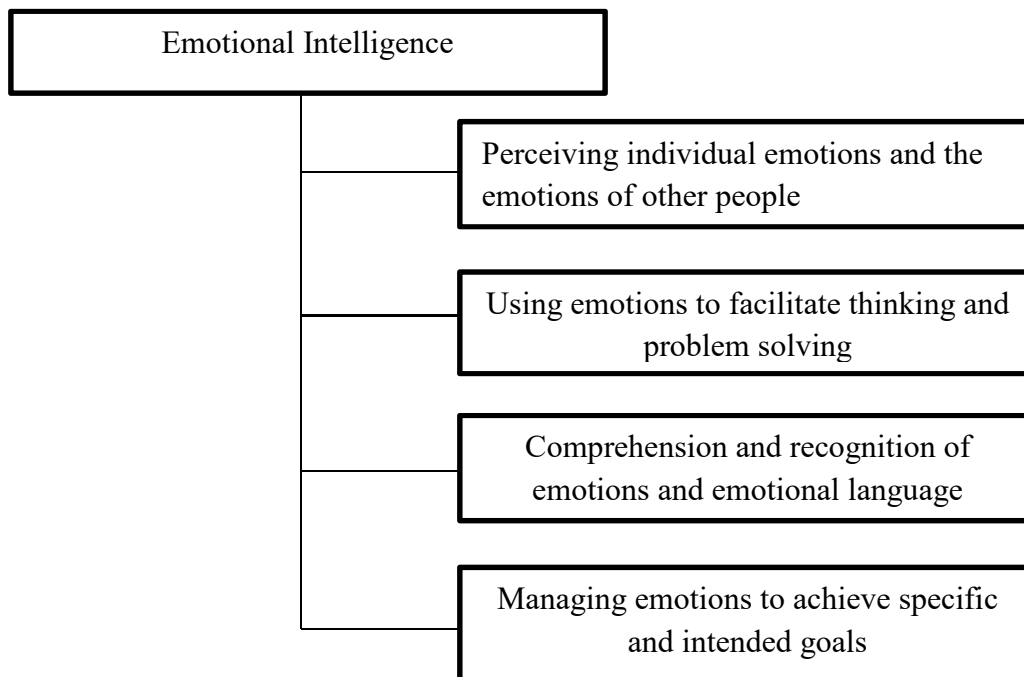 Emotional Intelligence
Perceiving individual emotions and the
emotions of other people
Using emotions to facilitate thinking and
problem solving
Comprehension and recognition of
emotions and emotional language
Managing emotions to achieve specific
and intended goals